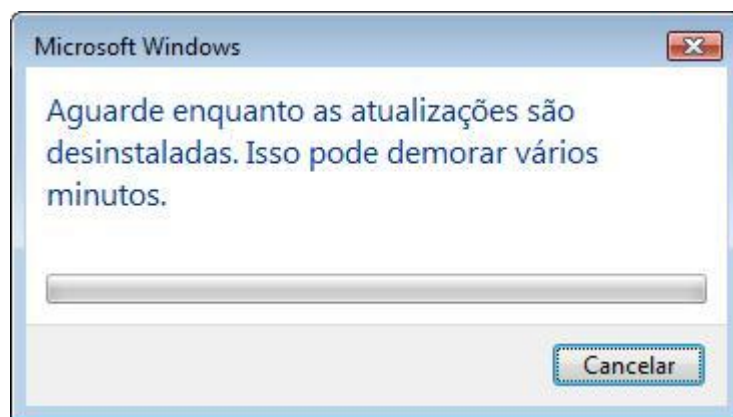 Microsoft Windows
Aguarde enquanto as atualizações são
desinstaladas. Isso pode demorar vários
minutos.
Cancelar